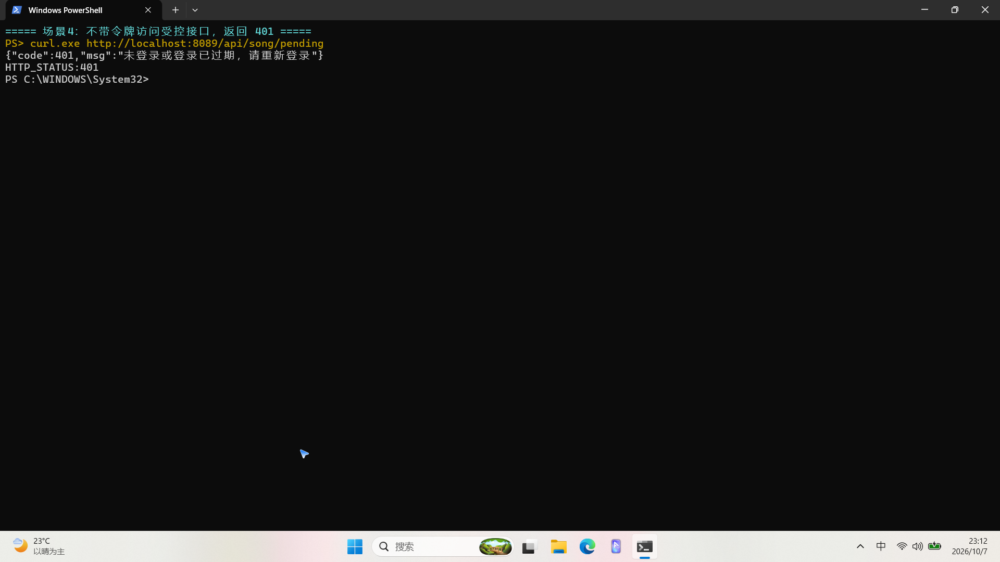 Windows PowerShell
===== 场景4：不带令牌访问受控接口，返回 401 =====
PS> curl.exe http://localhost:8089/api/song/pending
{"code":401,"msg":"未登录或登录已过期，请重新登录"}
HTTP_STATUS:401
PS C:\WINDOWS\System32>
23°C
以晴为主
搜索
中
23:12
2026/10/7